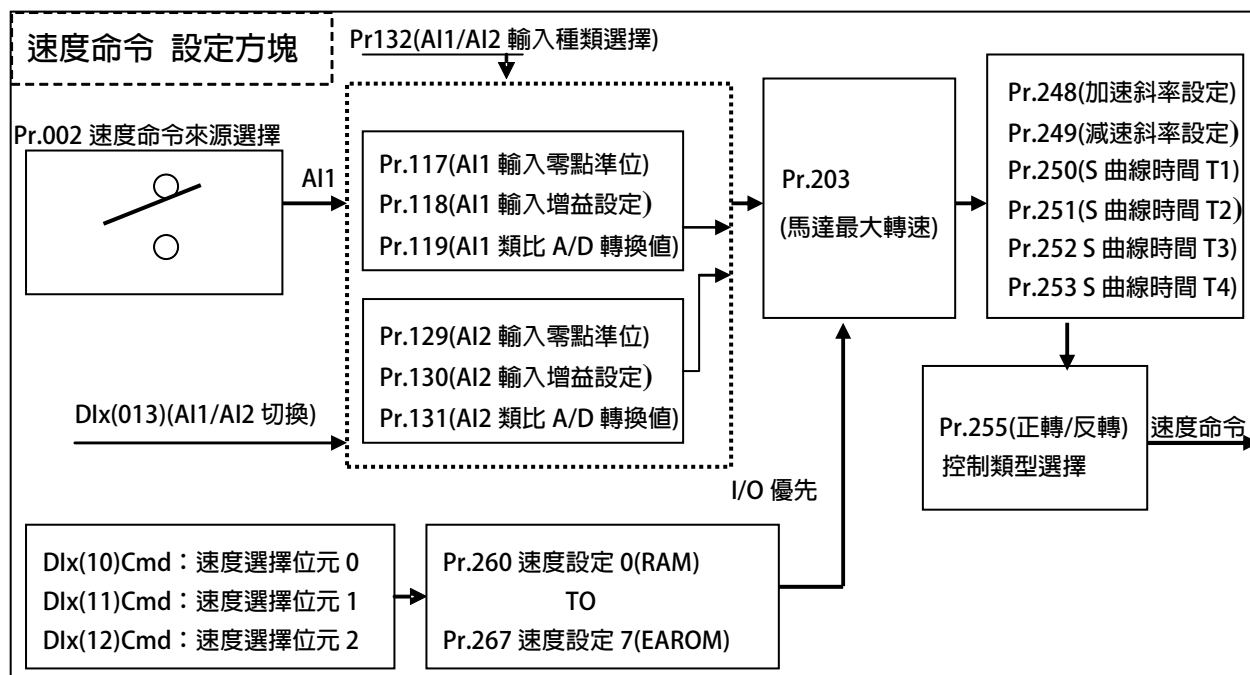 速度命令 設定方塊
Pr132(AI1/AI2 輸入種類選擇)
Pr.002 速度命令來源選擇
AI1
Pr.117(AI1 輸入零點準位)
Pr.118(AI1 輸入增益設定)
Pr.119(AI1 類比 A/D 轉換值)
Pr.129(AI2 輸入零點準位)
Pr.130(AI2 輸入增益設定)
Pr.131(AI2 類比 A/D 轉換值)
DIx(013)(AI1/AI2 切換)
Pr.203
(馬達最大轉速)
Pr.248(加速斜率設定)
Pr.249(減速斜率設定)
Pr.250(S 曲線時間 T1)
Pr.251(S 曲線時間 T2)
Pr.252 S 曲線時間 T3)
Pr.253 S 曲線時間 T4)
Pr.255(正轉/反轉)
控制類型選擇
速度命令
I/O 優先
DIx(10)Cmd：速度選擇位元 0
DIx(11)Cmd：速度選擇位元 1
DIx(12)Cmd：速度選擇位元 2
Pr.260 速度設定 0(RAM)
TO
Pr.267 速度設定 7(EAROM)